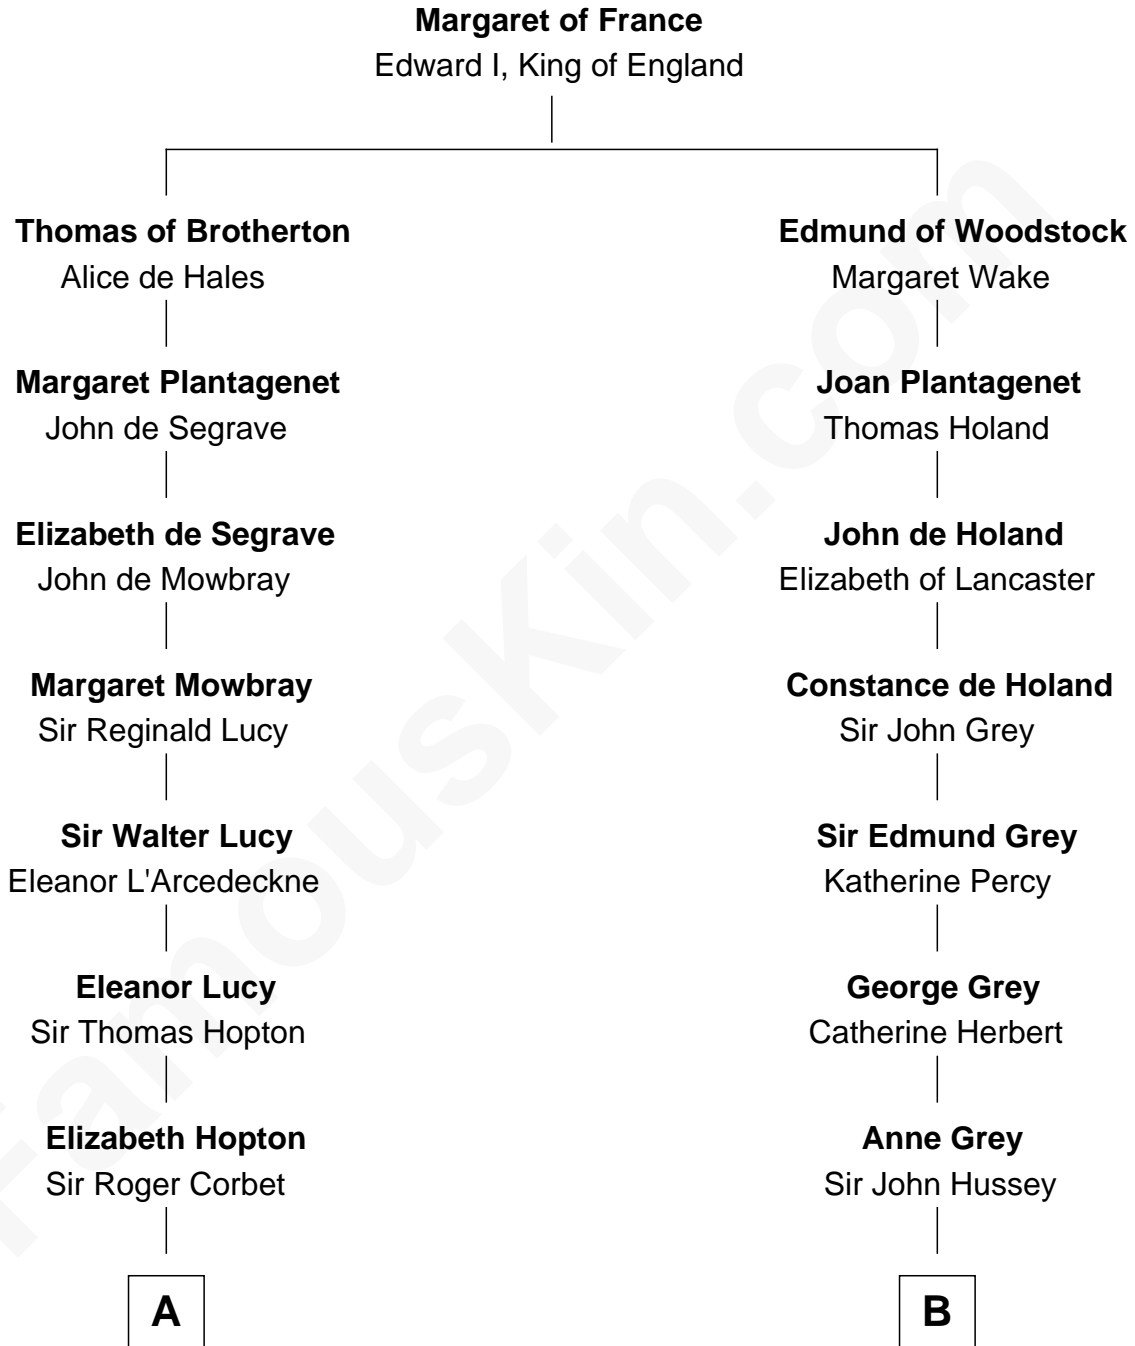 Margaret of France
Edward I, King of England
Thomas of Brotherton
Alice de Hales
Edmund of Woodstock
Margaret Wake
Margaret Plantagenet
John de Segrave
Joan Plantagenet
Thomas Holand
Elizabeth de Segrave
John de Mowbray
John de Holand
Elizabeth of Lancaster
Margaret Mowbray
Sir Reginald Lucy
Constance de Holand
Sir John Grey
Sir Walter Lucy
Eleanor L'Arcedeckne
Sir Edmund Grey
Katherine Percy
Eleanor Lucy
Sir Thomas Hopton
George Grey
Catherine Herbert
Elizabeth Hopton
Sir Roger Corbet
Anne Grey
Sir John Hussey
A
B
FamousKin.com